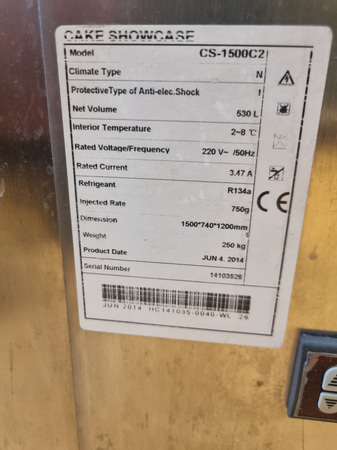 CAKE SHOWCASE
Model CS-1500C2
Climate Type N
ProtectiveType of Anti-elec.Shock I
Net Volume 530 L
Interior Temperature 2~8 ℃
Rated Voltage/Frequency 220 V~ /50Hz
Rated Current 3.47 A
Refrigerant R134a
Injected Rate 750g
Dimension 1500*740*1200mm
Weight 250 kg
Product Date JUN 4. 2014
Serial Number 14103526
CE
JUN 2014 HC141035-0040-WL 26